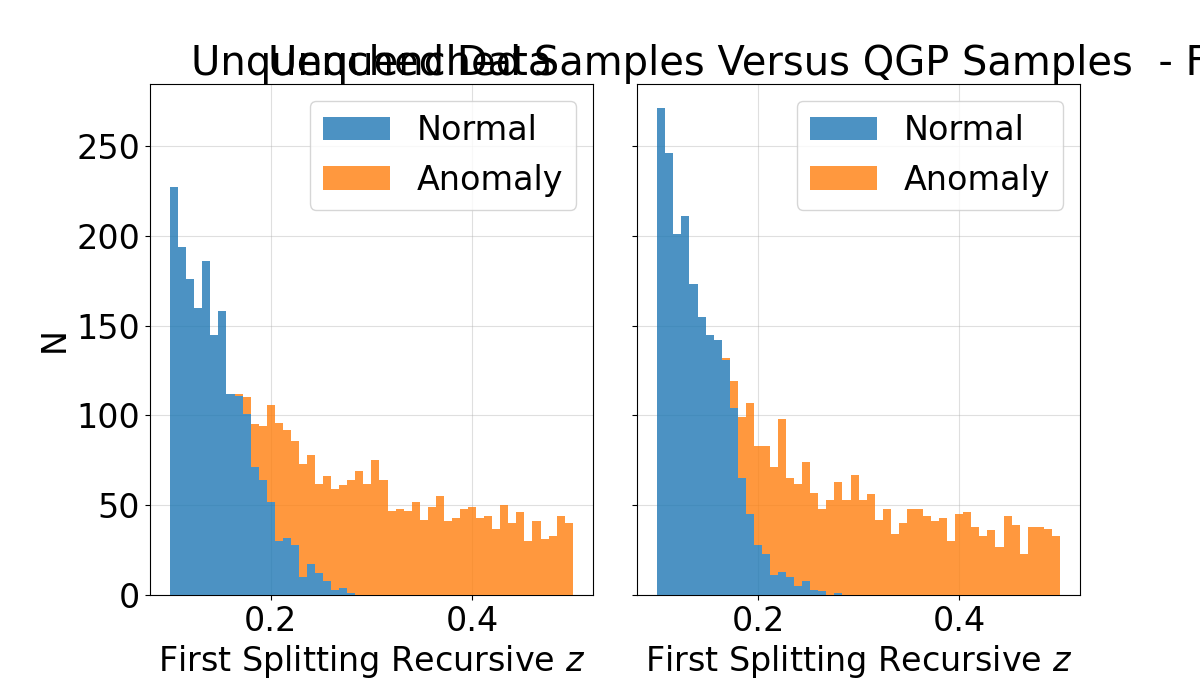 Unquenched Data
Unquenched Samples Versus QGP Samples - F
Normal
Anomaly
Normal
Anomaly
N
250
200
150
100
50
0
0.2
0.4
0.2
0.4
First Splitting Recursive z
First Splitting Recursive z